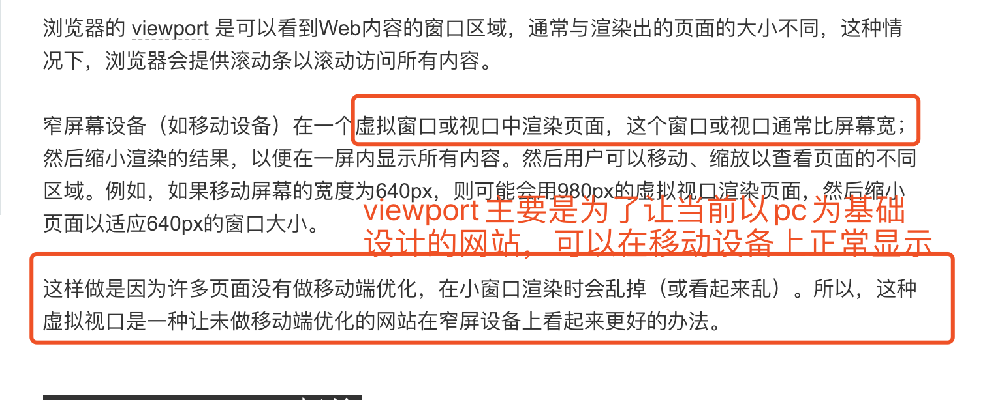 浏览器的 viewport 是可以看到Web内容的窗口区域，通常与渲染出的页面的大小不同，这种情
况下，浏览器会提供滚动条以滚动访问所有内容。
窄屏幕设备（如移动设备）在一个虚拟窗口或视口中渲染页面，这个窗口或视口通常比屏幕宽；
然后缩小渲染的结果，以便在一屏内显示所有内容。然后用户可以移动、缩放以查看页面的不同
区域。例如，如果移动屏幕的宽度为640px，则可能会用980px的虚拟视口渲染页面，然后缩小
页面以适应640px的窗口大小。
viewport 主要是为了让当前以 pc 为基础
设计的网站，可以在移动设备上正常显示
这样做是因为许多页面没有做移动端优化，在小窗口渲染时会乱掉（或看起来乱）。所以，这种
虚拟视口是一种让未做移动端优化的网站在窄屏设备上看起来更好的办法。